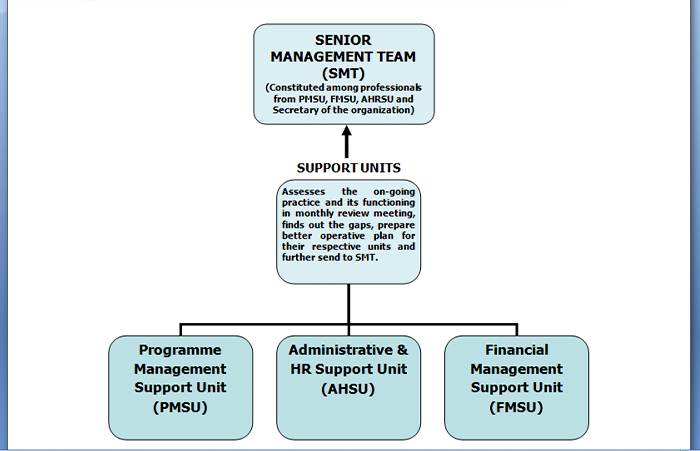 SENIOR
MANAGEMENT TEAM
(SMT)
(Constituted among professionals
from PMSU, FMSU, AHRSU and
Secretary of the organization)
SUPPORT UNITS
Assesses the on-going
practice and its functioning
in monthly review meeting,
finds out the gaps, prepare
better operative plan for
their respective units and
further send to SMT.
Programme
Management
Support Unit
(PMSU)
Administrative &
HR Support Unit
(AHSU)
Financial
Management
Support Unit
(FMSU)